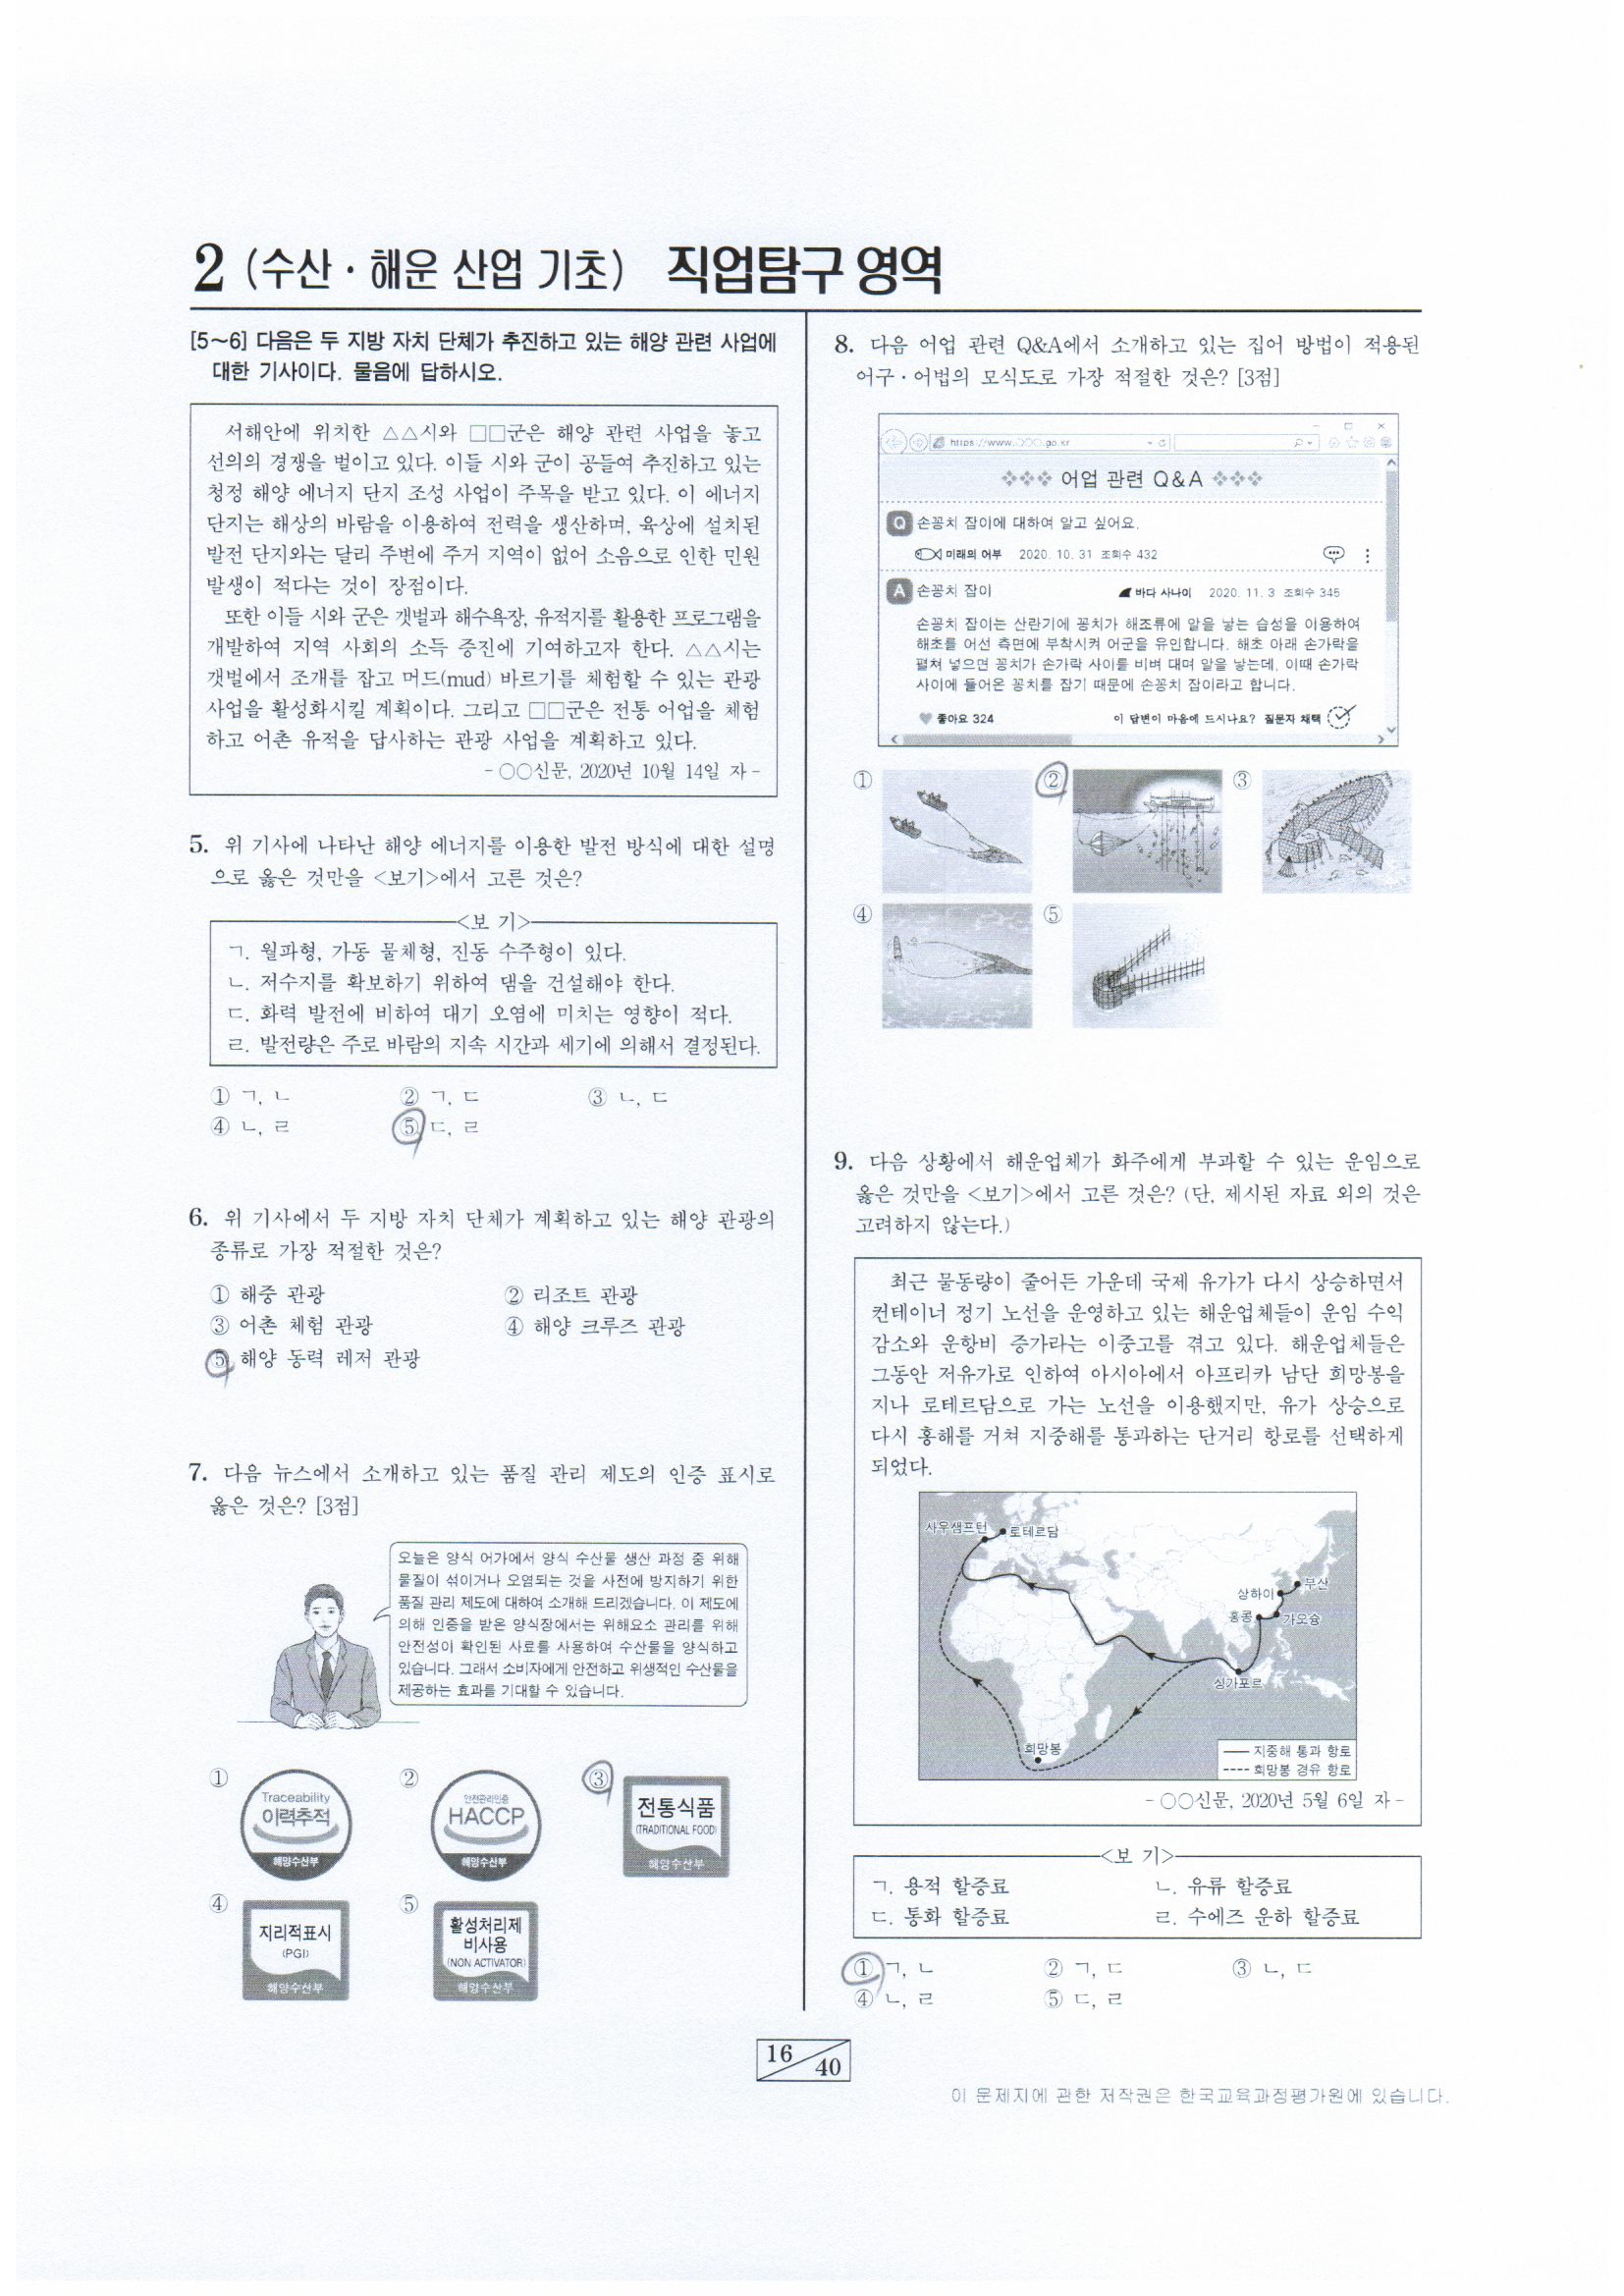 2 (수산·해운 산업 기초) 직업탐구 영역
[5~6] 다음은 두 지방 자치 단체가 추진하고 있는 해양 관련 사업에
대한 기사이다. 물음에 답하시오.
서해안에 위치한 △△시와 □□군은 해양 관련 사업을 놓고
선의의 경쟁을 벌이고 있다. 이들 시와 군이 공들여 추진하고 있는
청정 해양 에너지 단지 조성 사업이 주목을 받고 있다. 이 에너지
단지는 해상의 바람을 이용하여 전력을 생산하며, 육상에 설치된
발전 단지와는 달리 주변에 주거 지역이 없어 소음으로 인한 민원
발생이 적다는 것이 장점이다.
또한 이들 시와 군은 갯벌과 해수욕장, 유적지를 활용한 프로그램을
개발하여 지역 사회의 소득 증진에 기여하고자 한다. △△시는
갯벌에서 조개를 잡고 머드(mud) 바르기를 체험할 수 있는 관광
사업을 활성화시킬 계획이다. 그리고 □□군은 전통 어업을 체험
하고 어촌 유적을 답사하는 관광 사업을 계획하고 있다.
- ○○신문, 2020년 10월 14일 자 -
5. 위 기사에 나타난 해양 에너지를 이용한 발전 방식에 대한 설명
으로 옳은 것만을 <보기>에서 고른 것은?
<보 기>
ㄱ. 월파형, 가동 물체형, 진동 수주형이 있다.
ㄴ. 저수지를 확보하기 위하여 댐을 건설해야 한다.
ㄷ. 화력 발전에 비하여 대기 오염에 미치는 영향이 적다.
ㄹ. 발전량은 주로 바람의 지속 시간과 세기에 의해서 결정된다.
① ㄱ, ㄴ ② ㄱ, ㄷ ③ ㄴ, ㄷ
④ ㄴ, ㄹ ⑤ ㄷ, ㄹ
6. 위 기사에서 두 지방 자치 단체가 계획하고 있는 해양 관광의
종류로 가장 적절한 것은?
① 해중 관광 ② 리조트 관광
③ 어촌 체험 관광 ④ 해양 크루즈 관광
⑤ 해양 동력 레저 관광
7. 다음 뉴스에서 소개하고 있는 품질 관리 제도의 인증 표시로
옳은 것은? [3점]
오늘은 양식 어가에서 양식 수산물 생산 과정 중 위해
물질이 섞이거나 오염되는 것을 사전에 방지하기 위한
품질 관리 제도에 대하여 소개해 드리겠습니다. 이 제도에
의해 인증을 받은 양식장에서는 위해요소 관리를 위해
안전성이 확인된 사료를 사용하여 수산물을 양식하고
있습니다. 그래서 소비자에게 안전하고 위생적인 수산물을
제공하는 효과를 기대할 수 있습니다.
① Traceability
이력추적
해양수산부
② 안전관리인증
HACCP
해양수산부
③ 전통식품
(TRADITIONAL FOOD)
해양수산부
④ 지리적표시
(PGI)
해양수산부
⑤ 활성처리제
비사용
(NON ACTIVATOR)
해양수산부
8. 다음 어업 관련 Q&A에서 소개하고 있는 집어 방법이 적용된
어구·어법의 모식도로 가장 적절한 것은? [3점]
https://www.○○○.go.kr
어업 관련 Q&A
Q 손꽁치 잡이에 대하여 알고 싶어요.
미래의 어부 2020. 10. 31 조회수 432
A 손꽁치 잡이 바다 사나이 2020. 11. 3 조회수 345
손꽁치 잡이는 산란기에 꽁치가 해조류에 알을 낳는 습성을 이용하여
해초를 어선 측면에 부착시켜 어군을 유인합니다. 해초 아래 손가락을
펼쳐 넣으면 꽁치가 손가락 사이를 비벼 대며 알을 낳는데, 이때 손가락
사이에 들어온 꽁치를 잡기 때문에 손꽁치 잡이라고 합니다.
좋아요 324 이 답변이 마음에 드시나요? 질문자 채택
① ② ③
④ ⑤
9. 다음 상황에서 해운업체가 화주에게 부과할 수 있는 운임으로
옳은 것만을 <보기>에서 고른 것은? (단, 제시된 자료 외의 것은
고려하지 않는다.)
최근 물동량이 줄어든 가운데 국제 유가가 다시 상승하면서
컨테이너 정기 노선을 운영하고 있는 해운업체들이 운임 수익
감소와 운항비 증가라는 이중고를 겪고 있다. 해운업체들은
그동안 저유가로 인하여 아시아에서 아프리카 남단 희망봉을
지나 로테르담으로 가는 노선을 이용했지만, 유가 상승으로
다시 홍해를 거쳐 지중해를 통과하는 단거리 항로를 선택하게
되었다.
사우샘프턴 로테르담
상하이 부산
홍콩 가오슝
싱가포르
희망봉
지중해 통과 항로
희망봉 경유 항로
- ○○신문, 2020년 5월 6일 자 -
<보 기>
ㄱ. 용적 할증료 ㄴ. 유류 할증료
ㄷ. 통화 할증료 ㄹ. 수에즈 운하 할증료
① ㄱ, ㄴ ② ㄱ, ㄷ ③ ㄴ, ㄷ
④ ㄴ, ㄹ ⑤ ㄷ, ㄹ
16 40
이 문제지에 관한 저작권은 한국교육과정평가원에 있습니다.